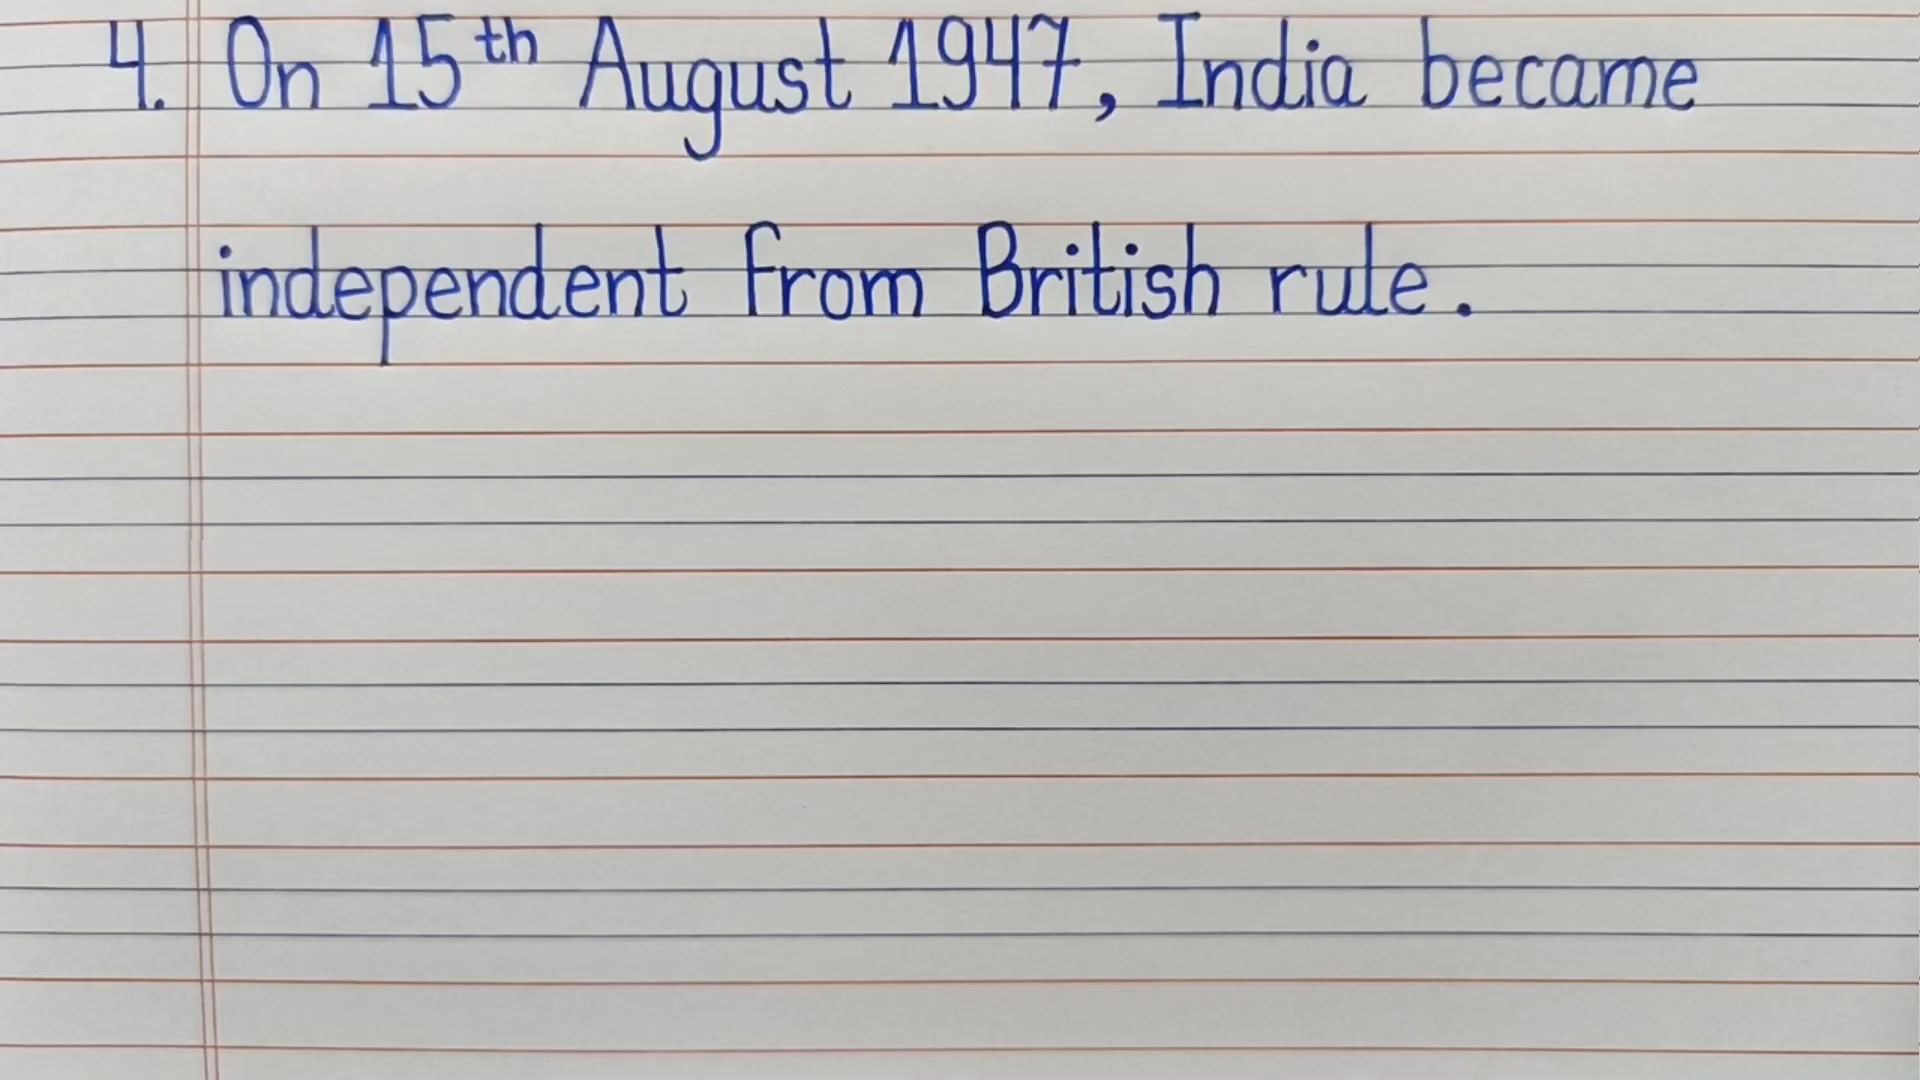 4. On 15th August 1947, India became
independent from British rule.